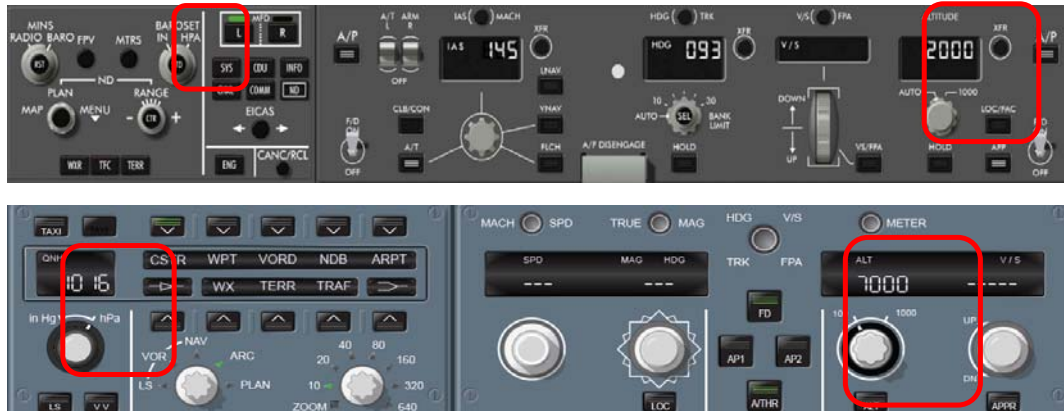 MINS
RADIO BARO FPV MTRS
BAROSET
IN HPA
RST
STD
ND
PLAN
MAP MENU
RANGE
- CTR +
WXR TFC TERR
MFD
L R
SYS CDU INFO
COMM ND
EICAS
ENG CANC/RCL
A/P
F/D
ON
OFF
A/T ARM
L R
OFF
CLB/CON
A/T
IAS MACH
IAS 145
XFR
LNAV
VNAV
FLCH
HDG TRK
HDG 093
XFR
10 30
AUTO SEL BANK
LIMIT
HOLD
A/P DISENGAGE
V/S FPA
V/S
DOWN
UP
VS/FPA
ALTITUDE
2000
XFR
AUTO 1000
LOC/FAC
HOLD APP
A/P
F/D
ON
OFF
TAXI
QNH
1016
in Hg hPa
LS V V
CSTR WPT VORD NDB ARPT
WX TERR TRAF
NAV
VOR ARC
LS PLAN
40 80
20 160
10 320
ZOOM 640
MACH SPD TRUE MAG
SPD MAG HDG
--- ---
LOC
HDG V/S
TRK FPA
FD
AP1 AP2
A/THR
METER
ALT V/S
7000 -----
10 1000
ALT
UP
DN
APPR